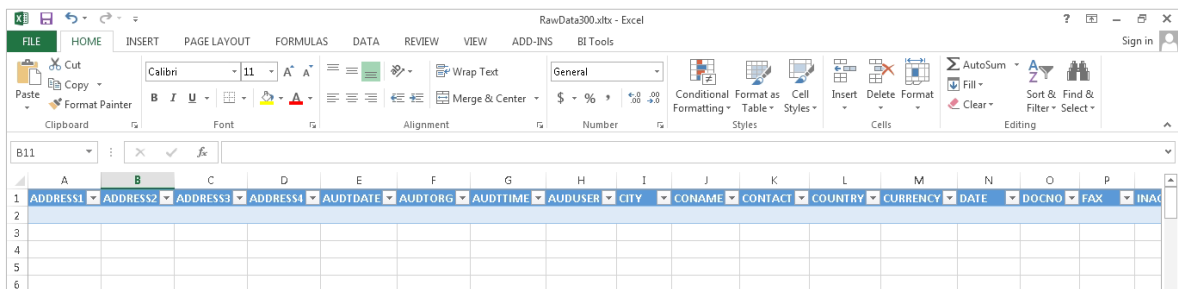 RawData300.xltx - Excel
FILE HOME INSERT PAGE LAYOUT FORMULAS DATA REVIEW VIEW ADD-INS BI Tools Sign in
Cut
Copy
Format Painter
Paste
Clipboard
Calibri 11
B I U
Font
Wrap Text
Merge & Center
Alignment
General
$ % ,
Number
Conditional Formatting
Format as Table
Cell Styles
Styles
Insert Delete Format
Cells
AutoSum
Fill
Clear
Sort & Filter
Find & Select
Editing
B11 fx
A B C D E F G H I J K L M N O P
1 ADDRESS1 ADDRESS2 ADDRESS3 ADDRESS4 AUDTDATE AUDTORG AUDTTIME AUDUSER CITY CONAME CONTACT COUNTRY CURRENCY DATE DOCNO FAX INAC
2
3
4
5
6